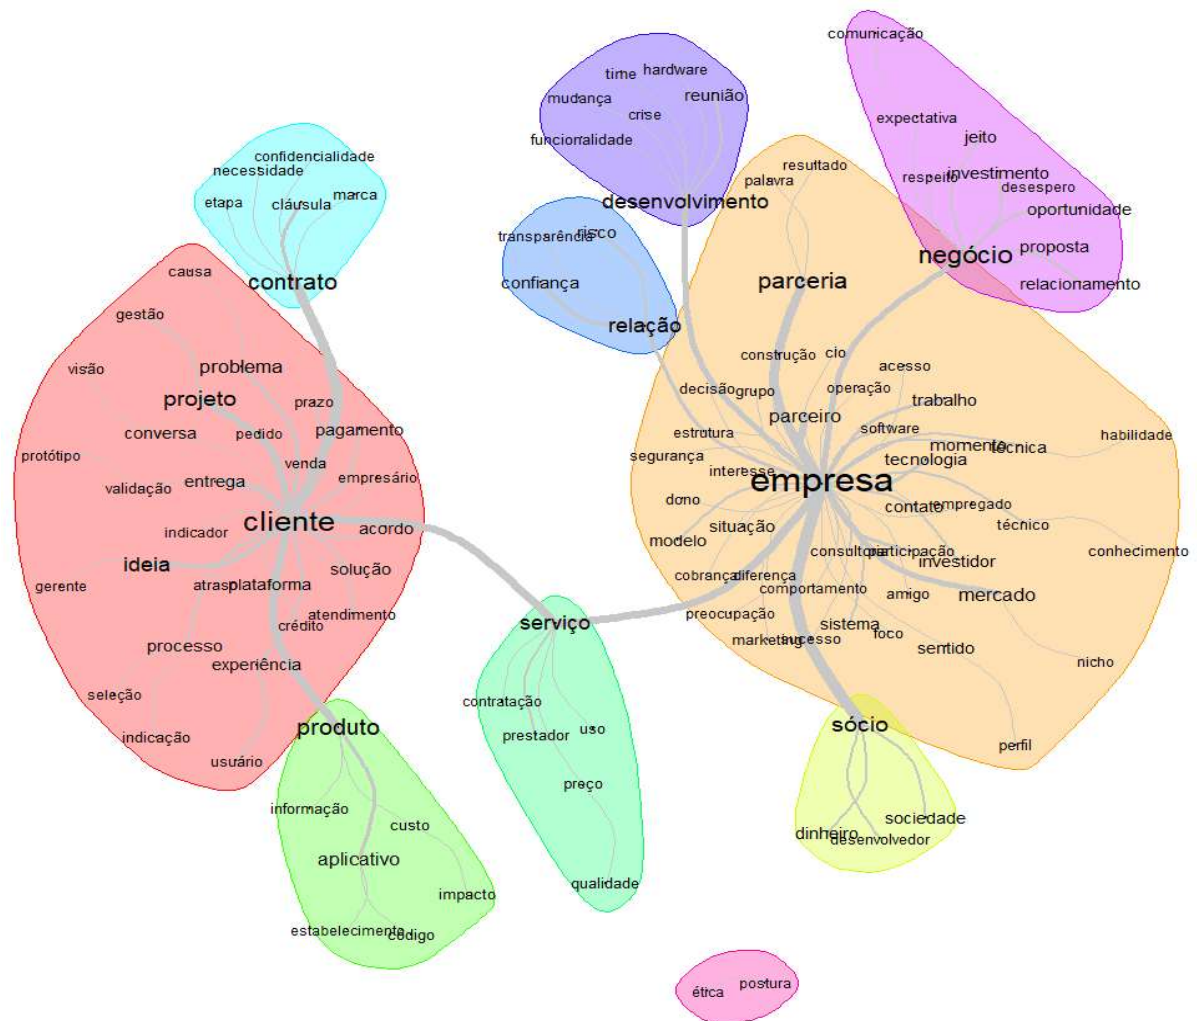 comunicação
time
hardware
mudança
reunião
crise
funcionalidade
expectativa
jeito
respeito
investimento
desespero
oportunidade
negócio
proposta
relacionamento
confidencialidade
necessidade
etapa
cláusula
marca
contrato
desenvolvimento
palavra
resultado
transparência
risco
confiança
relação
parceria
causa
gestão
visão
problema
projeto
prazo
conversa
pedido
pagamento
protótipo
venda
validação
entrega
empresário
cliente
indicador
acordo
ideia
gerente
atraso
plataforma
solução
crédito
atendimento
processo
experiência
seleção
indicação
usuário
construção
cio
acesso
decisão
grupo
operação
parceiro
trabalho
estrutura
software
momento
técnica
habilidade
segurança
interesse
tecnologia
empresa
dono
contato
empregado
situação
técnico
modelo
consultoria
participação
investidor
conhecimento
cobrança
diferença
comportamento
amigo
mercado
preocupação
sistema
marketing
sucesso
foco
sentido
nicho
perfil
serviço
contratação
prestador
uso
preço
qualidade
produto
informação
custo
aplicativo
impacto
estabelecimento
código
sócio
sociedade
dinheiro
desenvolvedor
ética
postura